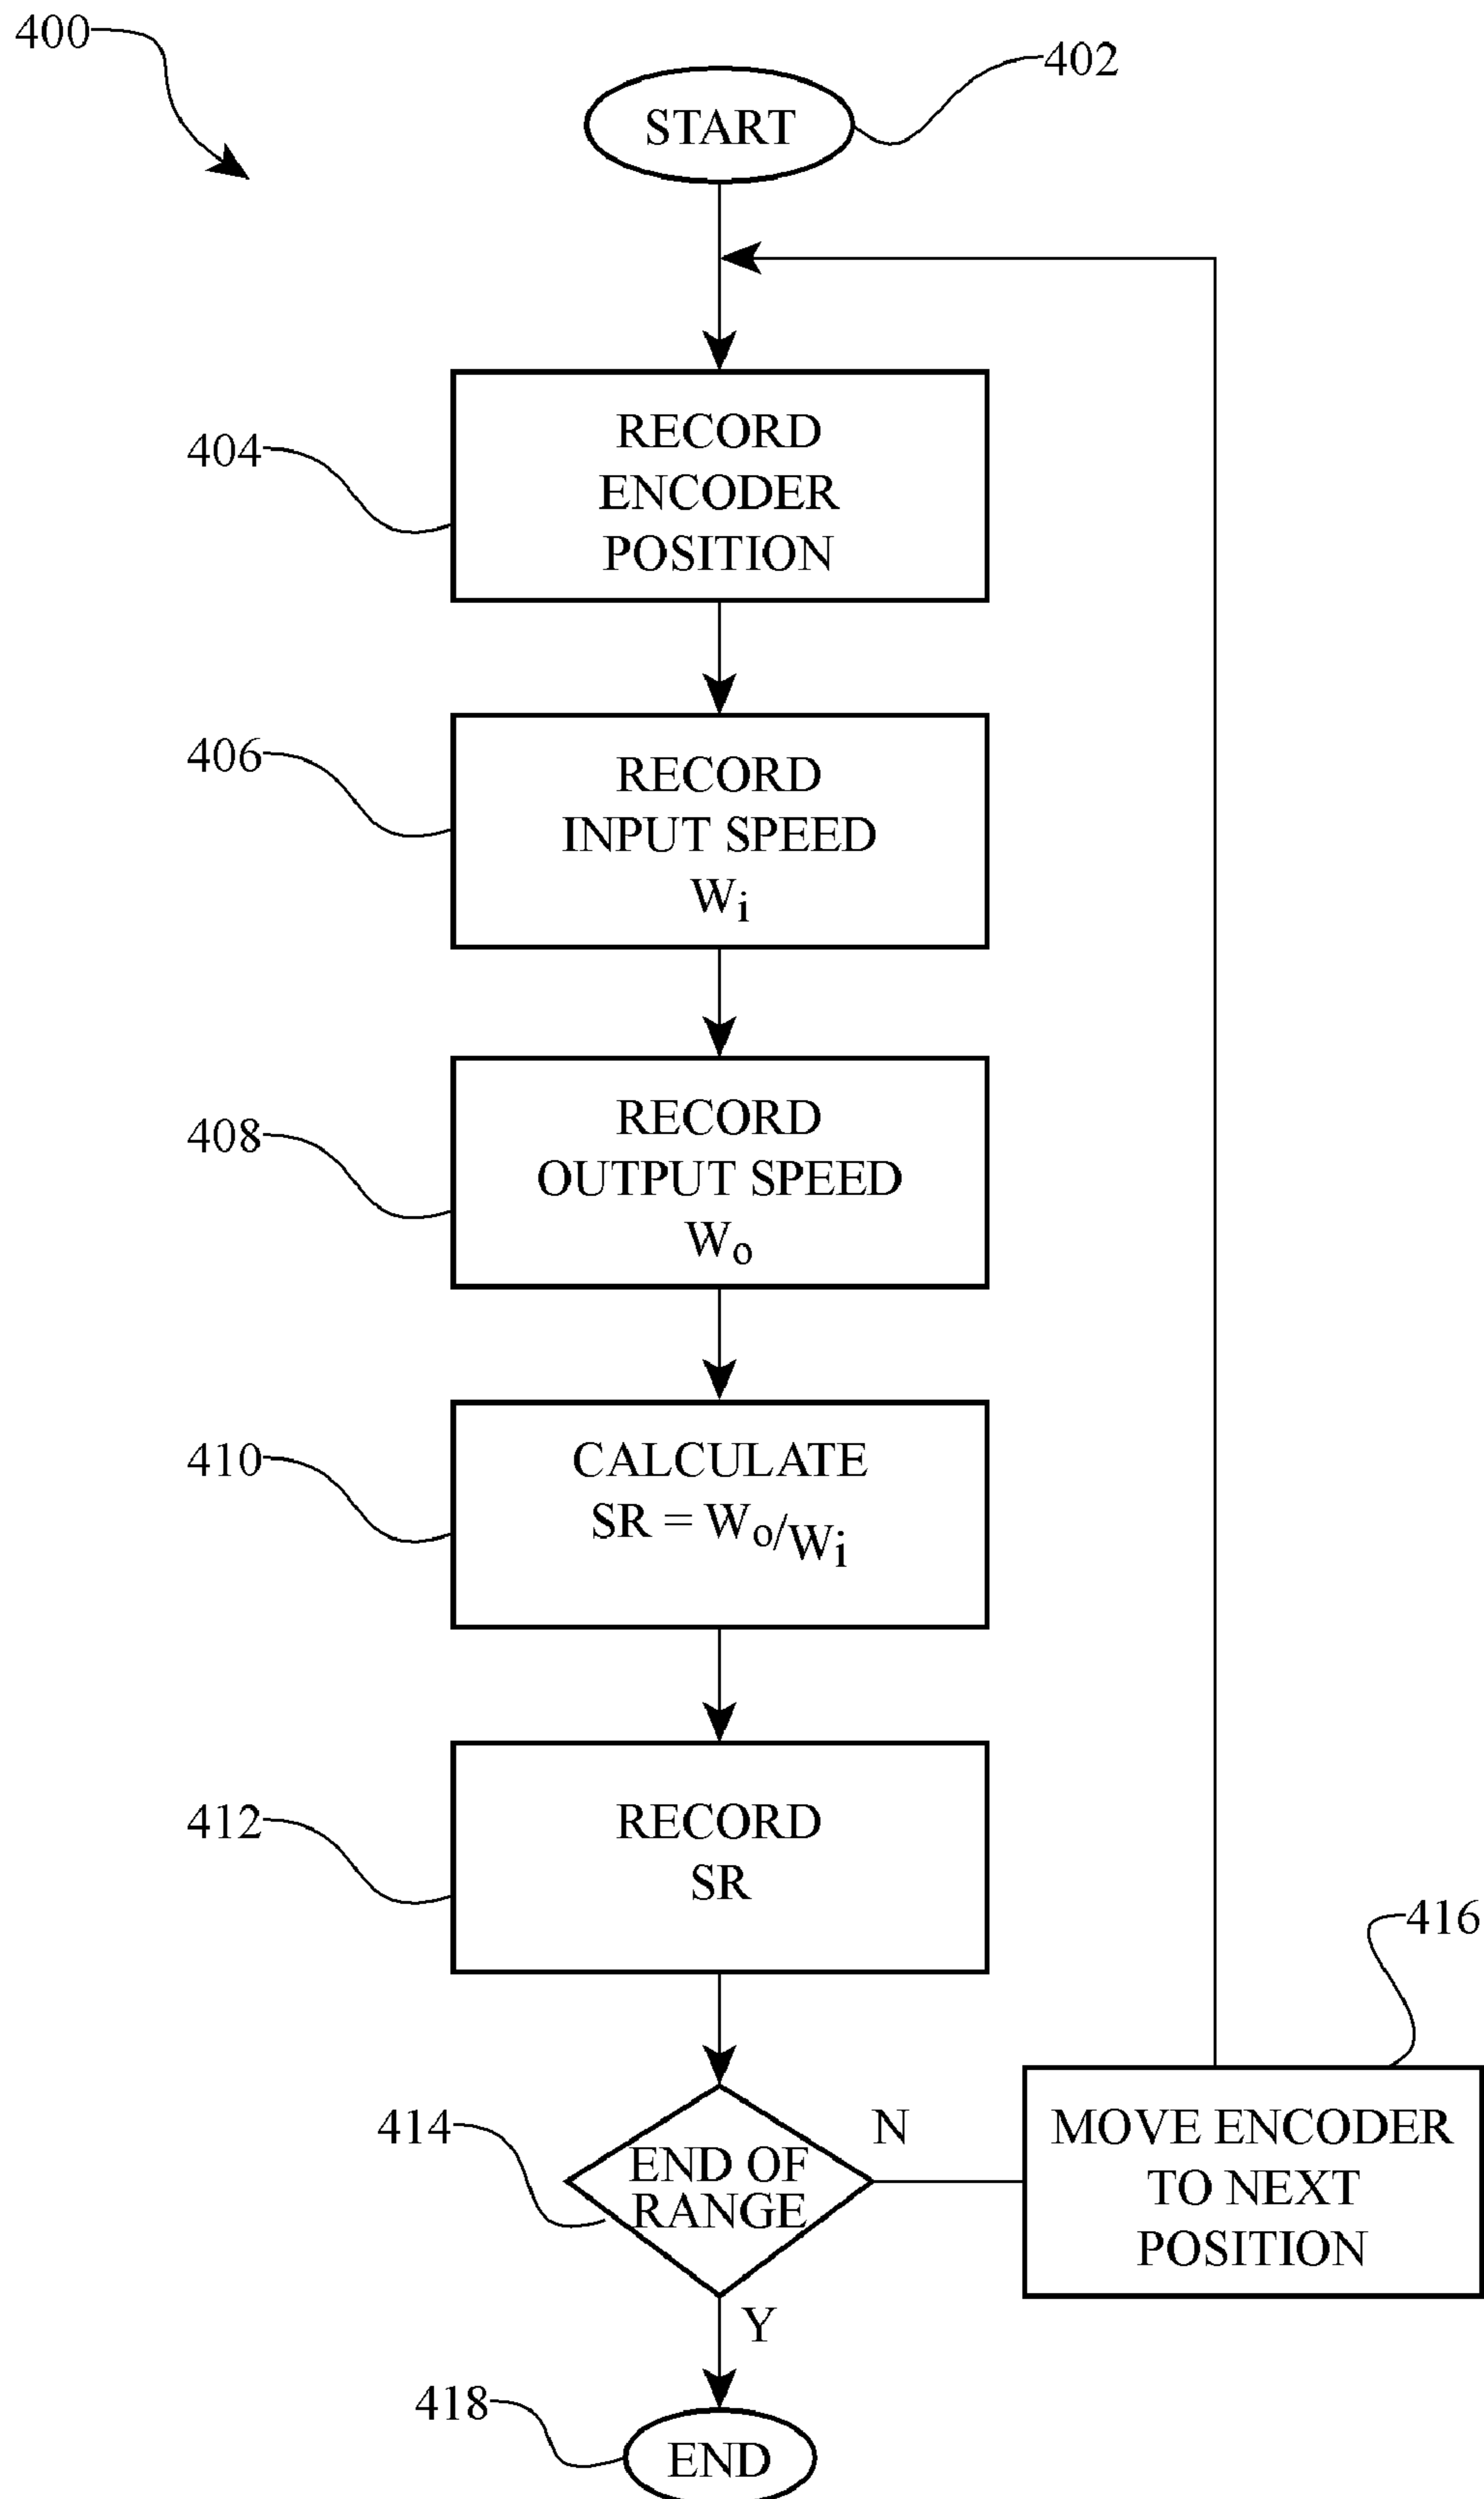 400
402
START
404
RECORD
ENCODER
POSITION
406
RECORD
INPUT SPEED
Wi
408
RECORD
OUTPUT SPEED
Wo
410
CALCULATE
SR = Wo/Wi
412
RECORD
SR
416
414
END OF
RANGE
N
MOVE ENCODER
TO NEXT
POSITION
Y
418
END